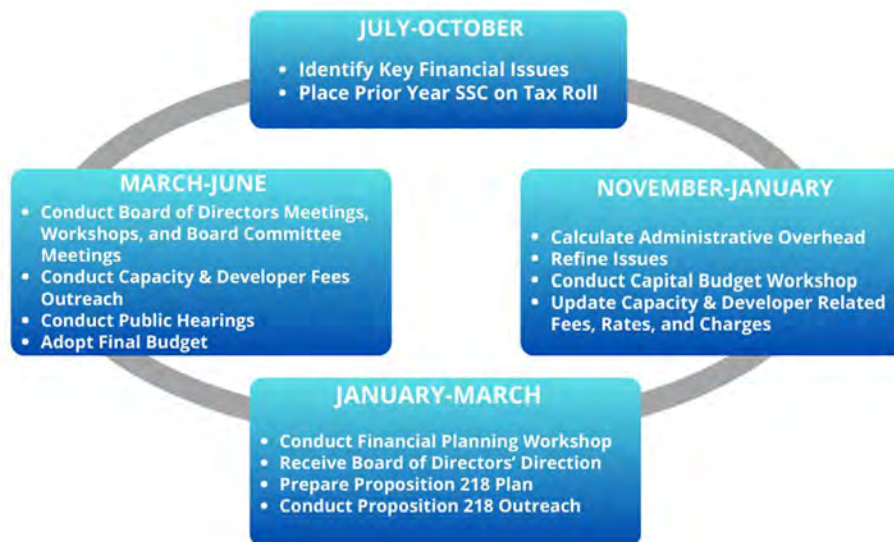 JULY-OCTOBER
• Identify Key Financial Issues
• Place Prior Year SSC on Tax Roll
MARCH-JUNE
• Conduct Board of Directors Meetings,
Workshops, and Board Committee
Meetings
• Conduct Capacity & Developer Fees
Outreach
• Conduct Public Hearings
• Adopt Final Budget
NOVEMBER-JANUARY
• Calculate Administrative Overhead
• Refine Issues
• Conduct Capital Budget Workshop
• Update Capacity & Developer Related
Fees, Rates, and Charges
JANUARY-MARCH
• Conduct Financial Planning Workshop
• Receive Board of Directors’ Direction
• Prepare Proposition 218 Plan
• Conduct Proposition 218 Outreach